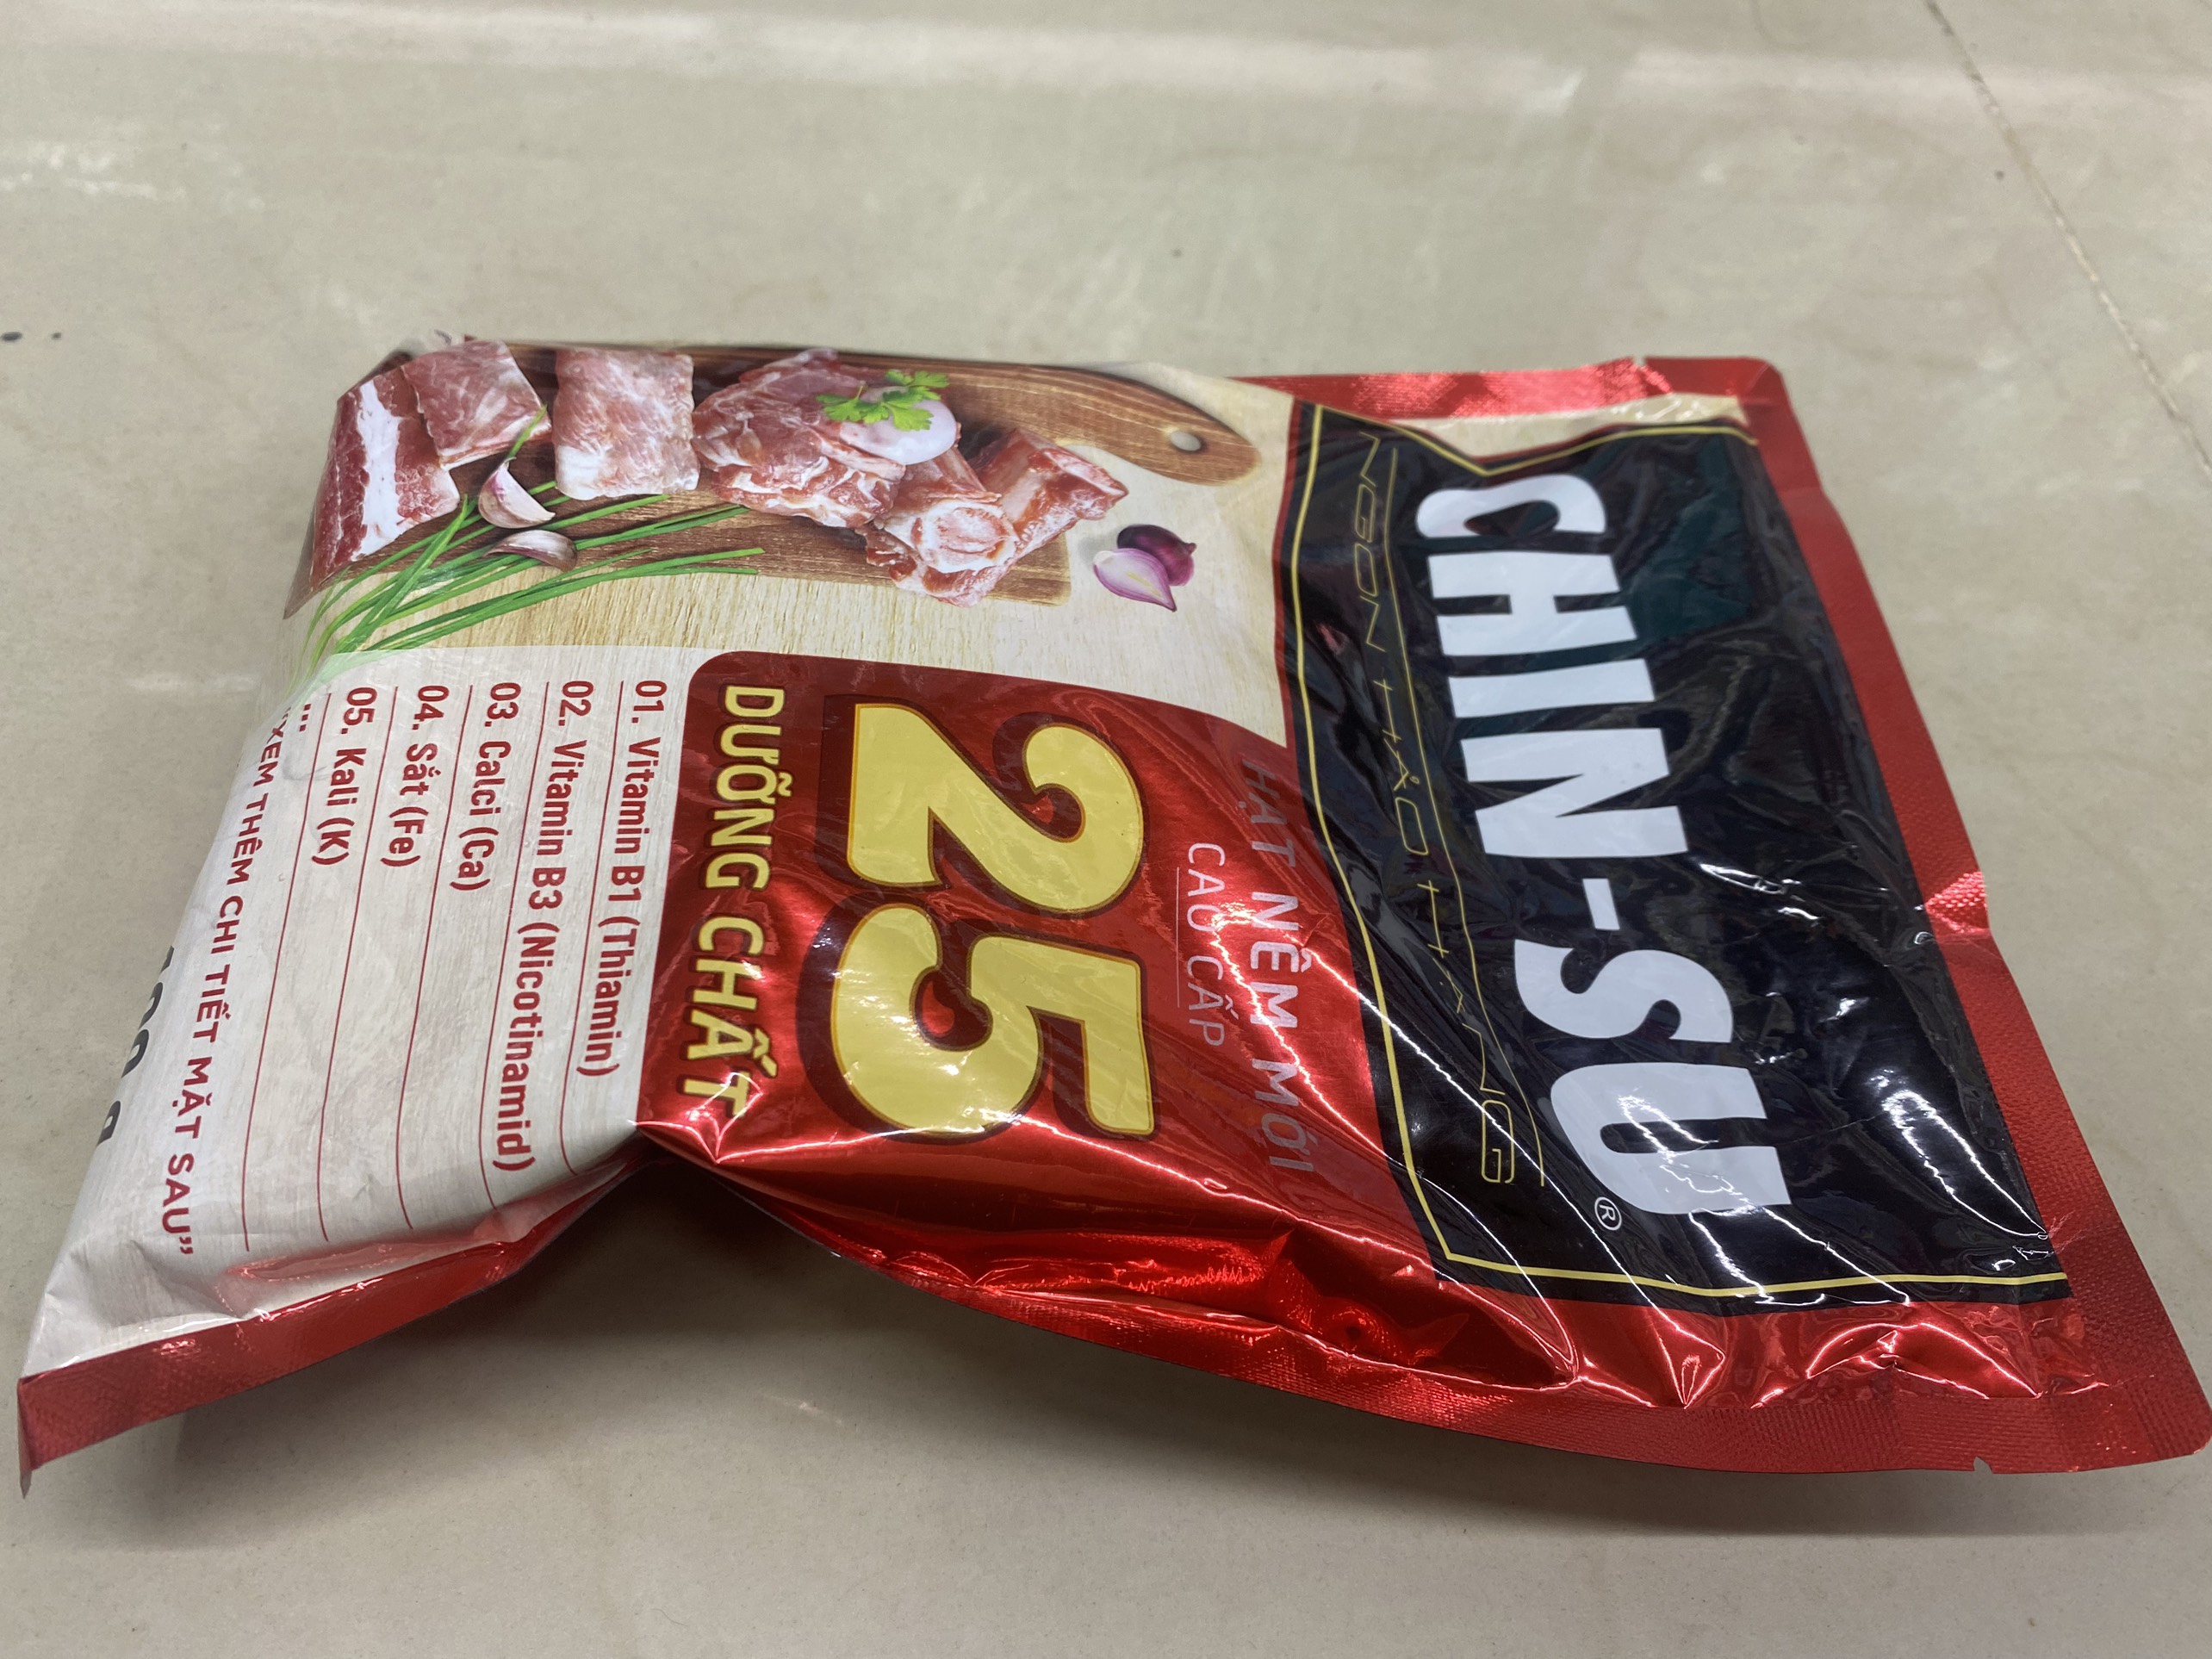 CHIN-SU®
NGON HẢO HẠNG
HẠT NÊM MỚI
CAO CẤP
25
DƯỠNG CHẤT
01. Vitamin B1 (Thiamin)
02. Vitamin B3 (Nicotinamid)
03. Calci (Ca)
04. Sắt (Fe)
05. Kali (K)
...
"XEM THÊM CHI TIẾT MẶT SAU"